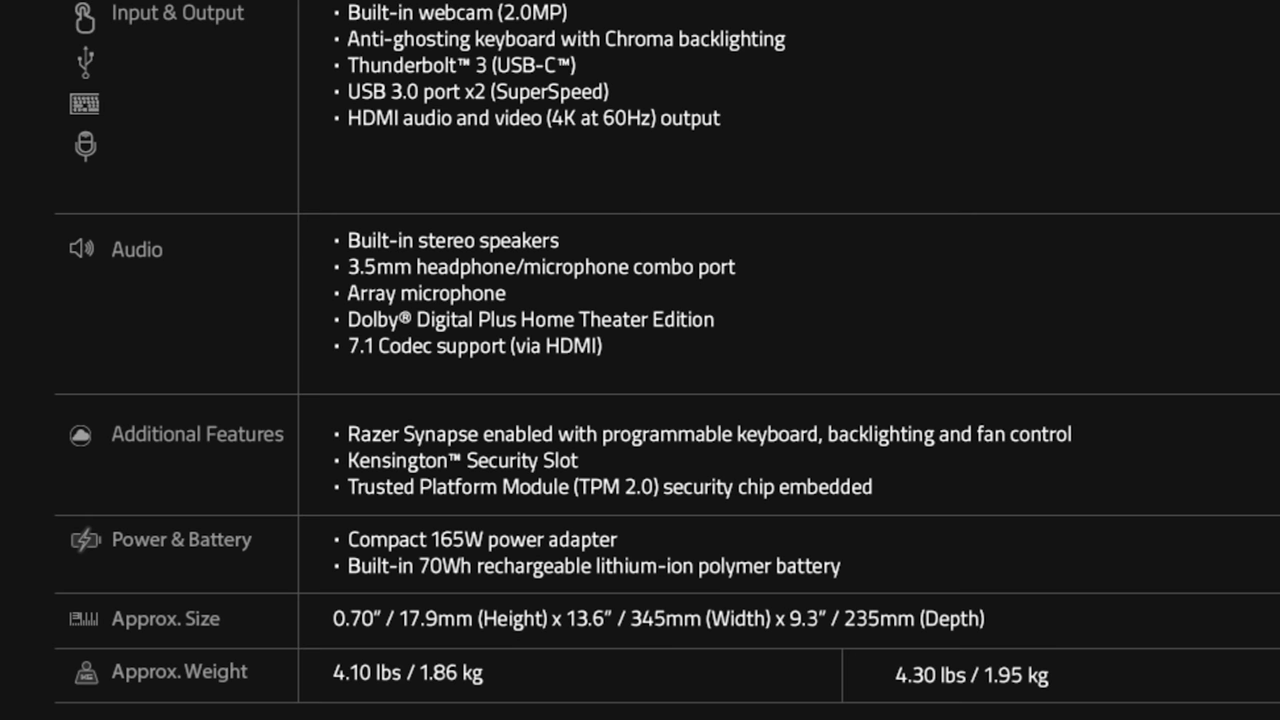 Input & Output
· Built-in webcam (2.0MP)
· Anti-ghosting keyboard with Chroma backlighting
· Thunderbolt™ 3 (USB-C™)
· USB 3.0 port x2 (SuperSpeed)
· HDMI audio and video (4K at 60Hz) output
Audio
· Built-in stereo speakers
· 3.5mm headphone/microphone combo port
· Array microphone
· Dolby® Digital Plus Home Theater Edition
· 7.1 Codec support (via HDMI)
Additional Features
· Razer Synapse enabled with programmable keyboard, backlighting and fan control
· Kensington™ Security Slot
· Trusted Platform Module (TPM 2.0) security chip embedded
Power & Battery
· Compact 165W power adapter
· Built-in 70Wh rechargeable lithium-ion polymer battery
Approx. Size
0.70” / 17.9mm (Height) x 13.6” / 345mm (Width) x 9.3” / 235mm (Depth)
Approx. Weight
4.10 lbs / 1.86 kg
4.30 lbs / 1.95 kg